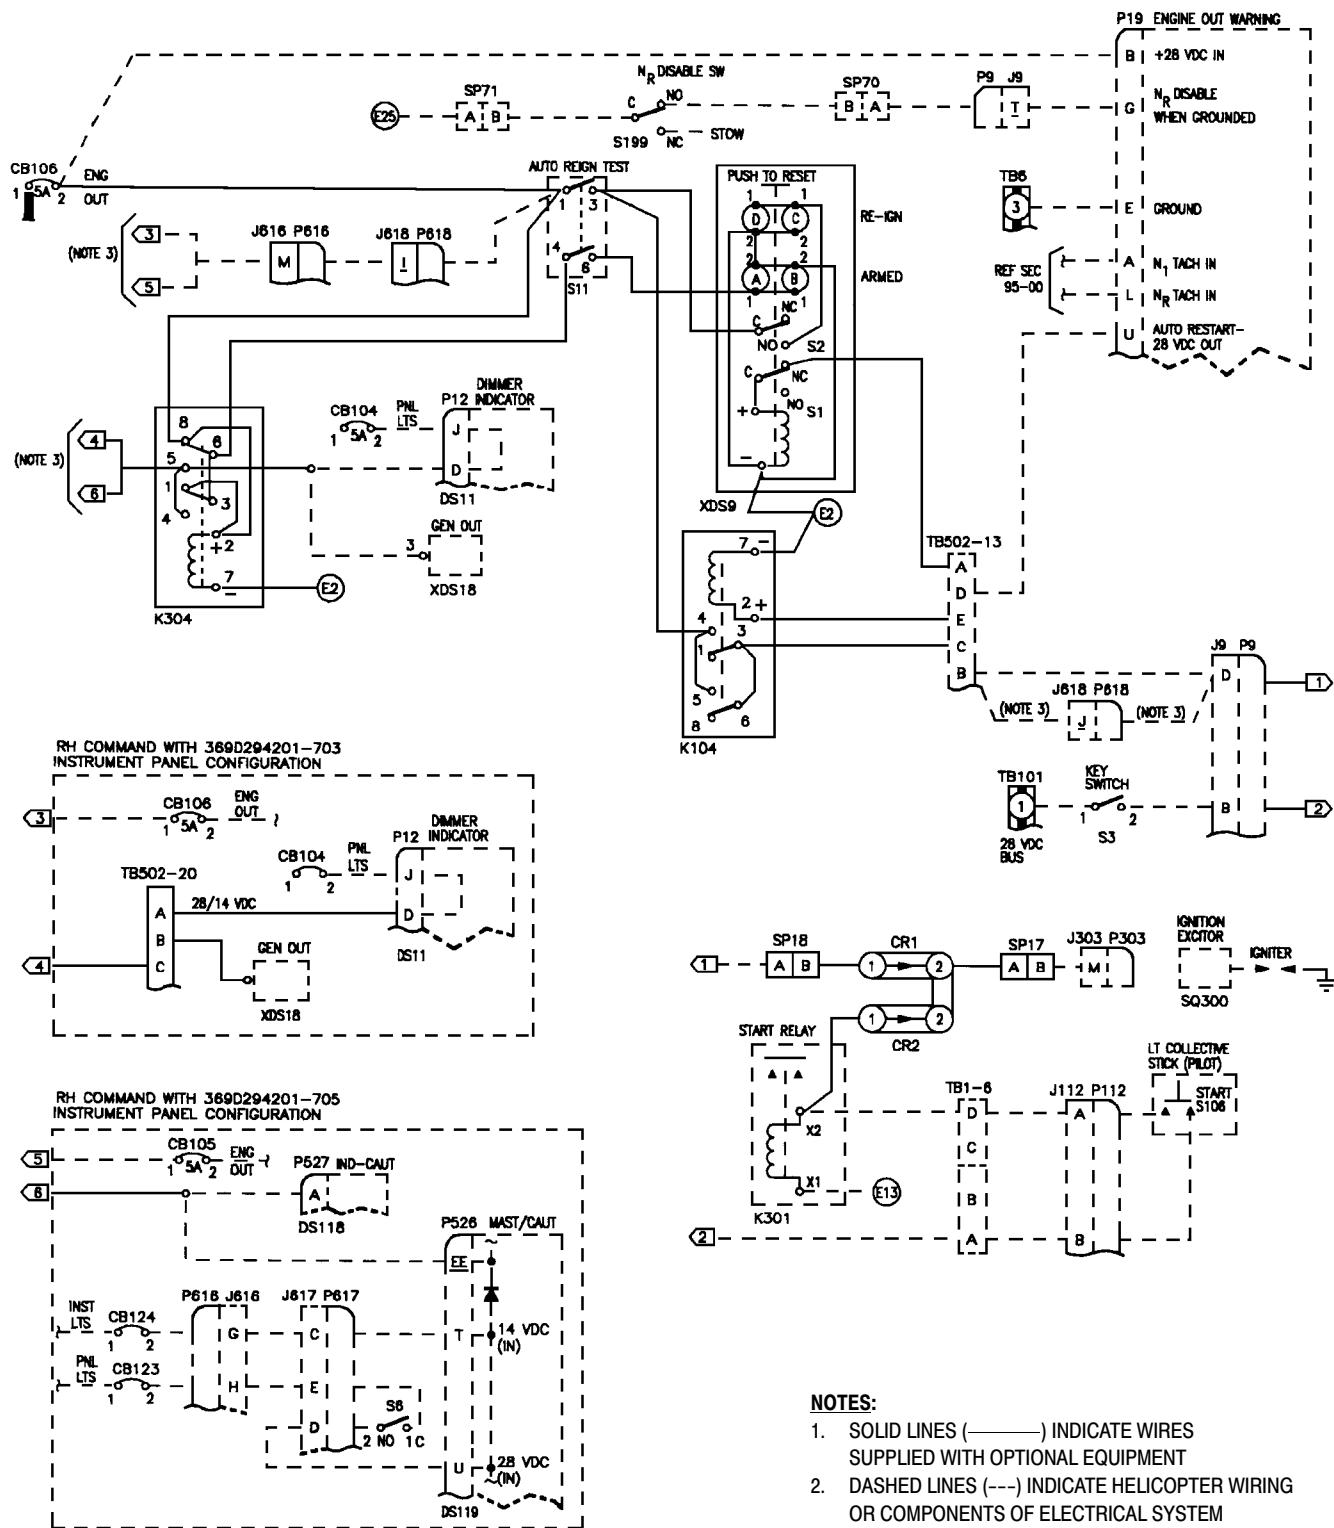 P19 ENGINE OUT WARNING
B +28 VDC IN
N_R DISABLE SW
SP71
C NO
SP70
P9 J9
E25
A B
B A
T
G N_R DISABLE
WHEN GROUNDED
S199 NC STOW
CB106
ENG
1 5A 2
OUT
AUTO REIGN TEST
1 3
PUSH TO RESET
1 1
D C
RE-IGN
2 2
TB6
3
E GROUND
(NOTE 3)
3
5
J616 P616
M
J618 P618
I
4
6
S11
2 2
A B
ARMED
1 1
REF SEC
95-00
A N1 TACH IN
L N_R TACH IN
U AUTO RESTART-
28 VDC OUT
C NC
NO S2
C NC
NO S1
+
-
XDS9
E2
(NOTE 3)
4
6
8
6
5
1
3
4
+2
7
-
E2
K304
CB104
1 5A 2
PNL
LTS
P12
DIMMER
INDICATOR
J
D
DS11
GEN OUT
3
XDS18
7 -
2 +
4
3
1
5
8
6
K104
TB502-13
A
D
E
C
B
(NOTE 3)
J618 P618
J
(NOTE 3)
J9 P9
D
1
TB101
1
28 VDC
BUS
KEY
SWITCH
1 2
S3
B
2
RH COMMAND WITH 369D294201-703
INSTRUMENT PANEL CONFIGURATION
3
CB106
1 5A 2
ENG
OUT
CB104
1 2
PNL
LTS
P12
DIMMER
INDICATOR
J
D
DS11
TB502-20
A
28/14 VDC
B
C
4
GEN OUT
XDS18
1
SP18
A B
CR1
1 2
SP17
A B
J303 P303
M
IGNITION
EXCITOR
SQ300
IGNITER
1 2
CR2
START RELAY
X2
X1
E13
K301
TB1-6
D
C
B
A
J112 P112
A
B
LT COLLECTIVE
STICK (PILOT)
START
S106
2
RH COMMAND WITH 369D294201-705
INSTRUMENT PANEL CONFIGURATION
5
CB105
1 5A 2
ENG
OUT
6
P527 IND-CAUT
A
DS118
P526 MAST/CAUT
EE
INST
LTS
CB124
1 2
P616 J616
G
J617 P617
C
T 14 VDC
(IN)
PNL
LTS
CB123
1 2
H
E
D
S6
2 NO 1C
U 28 VDC
(IN)
DS119
NOTES:
1. SOLID LINES (———) INDICATE WIRES
SUPPLIED WITH OPTIONAL EQUIPMENT
2. DASHED LINES (---) INDICATE HELICOPTER WIRING
OR COMPONENTS OF ELECTRICAL SYSTEM